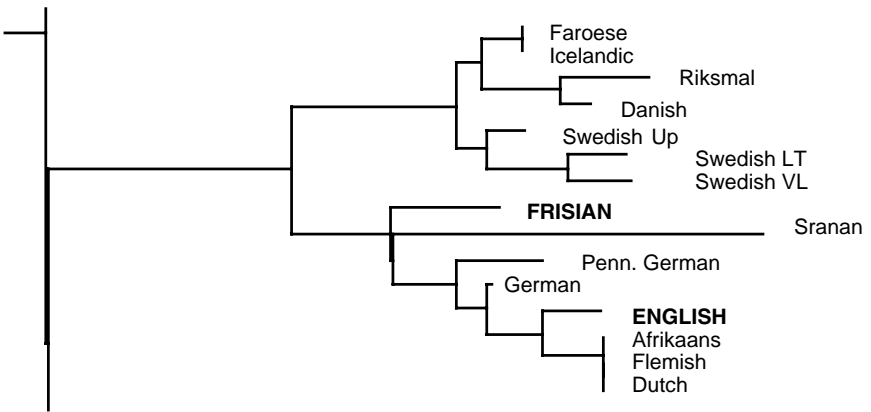 Faroese
Icelandic
Riksmal
Danish
Swedish Up
Swedish LT
Swedish VL
FRISIAN
Sranan
Penn. German
German
ENGLISH
Afrikaans
Flemish
Dutch